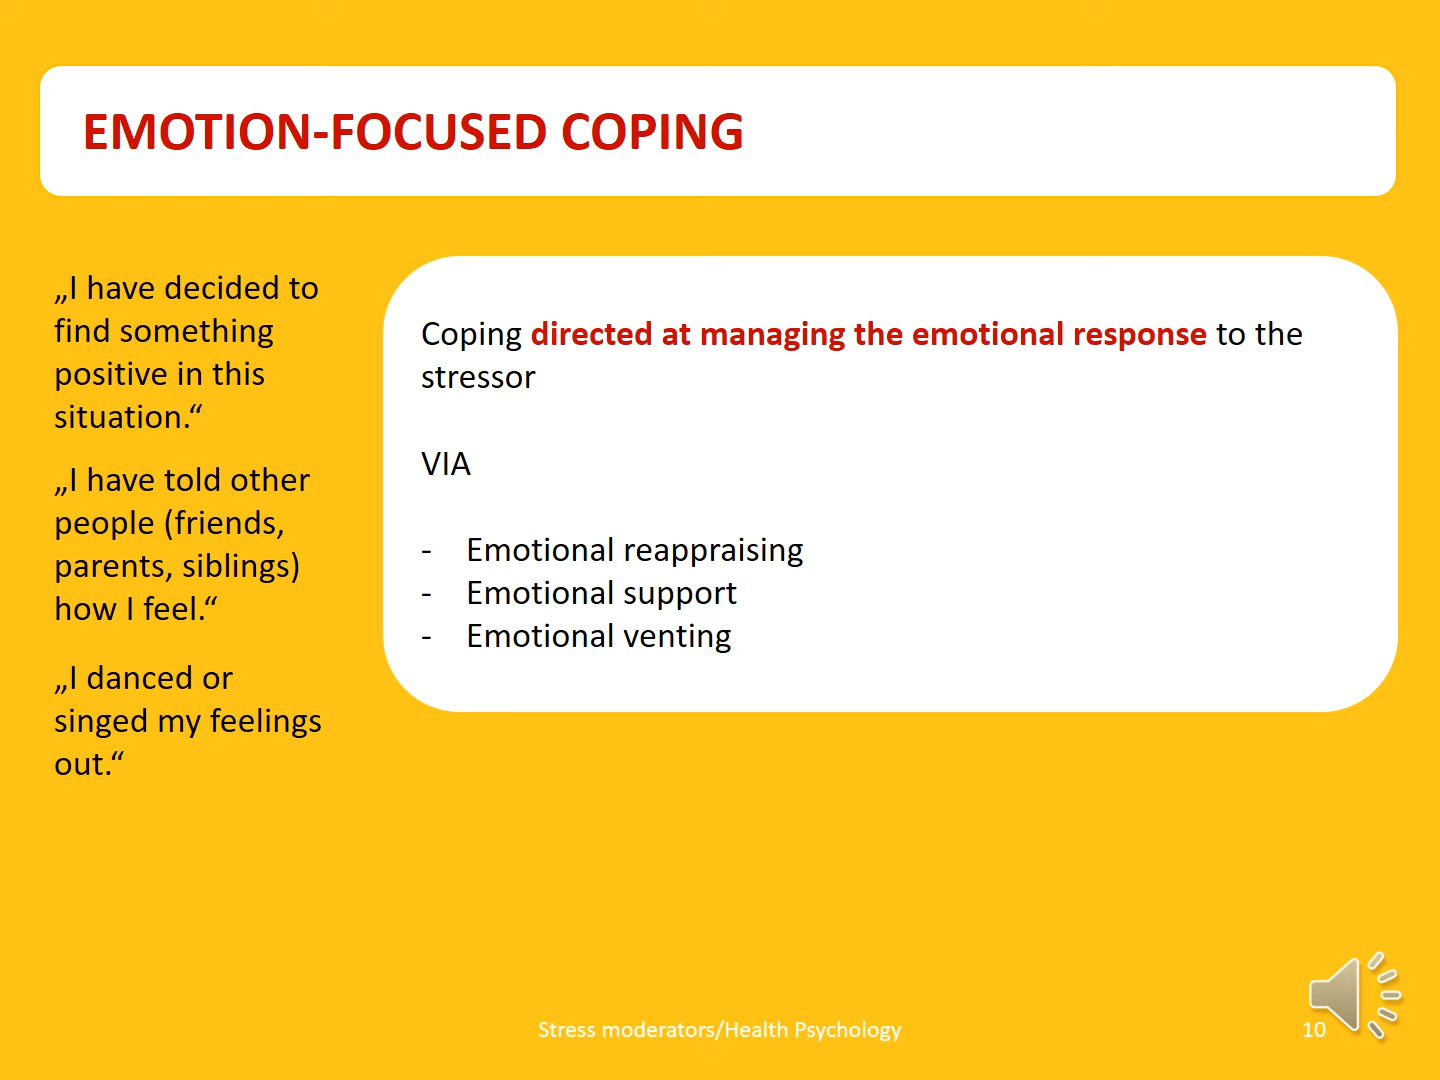 EMOTION-FOCUSED COPING
„I have decided to
find something
positive in this
situation.“
„I have told other
people (friends,
parents, siblings)
how I feel.“
„I danced or
singed my feelings
out.“
Coping directed at managing the emotional response to the
stressor
VIA
- Emotional reappraising
- Emotional support
- Emotional venting
Stress moderators/Health Psychology
10